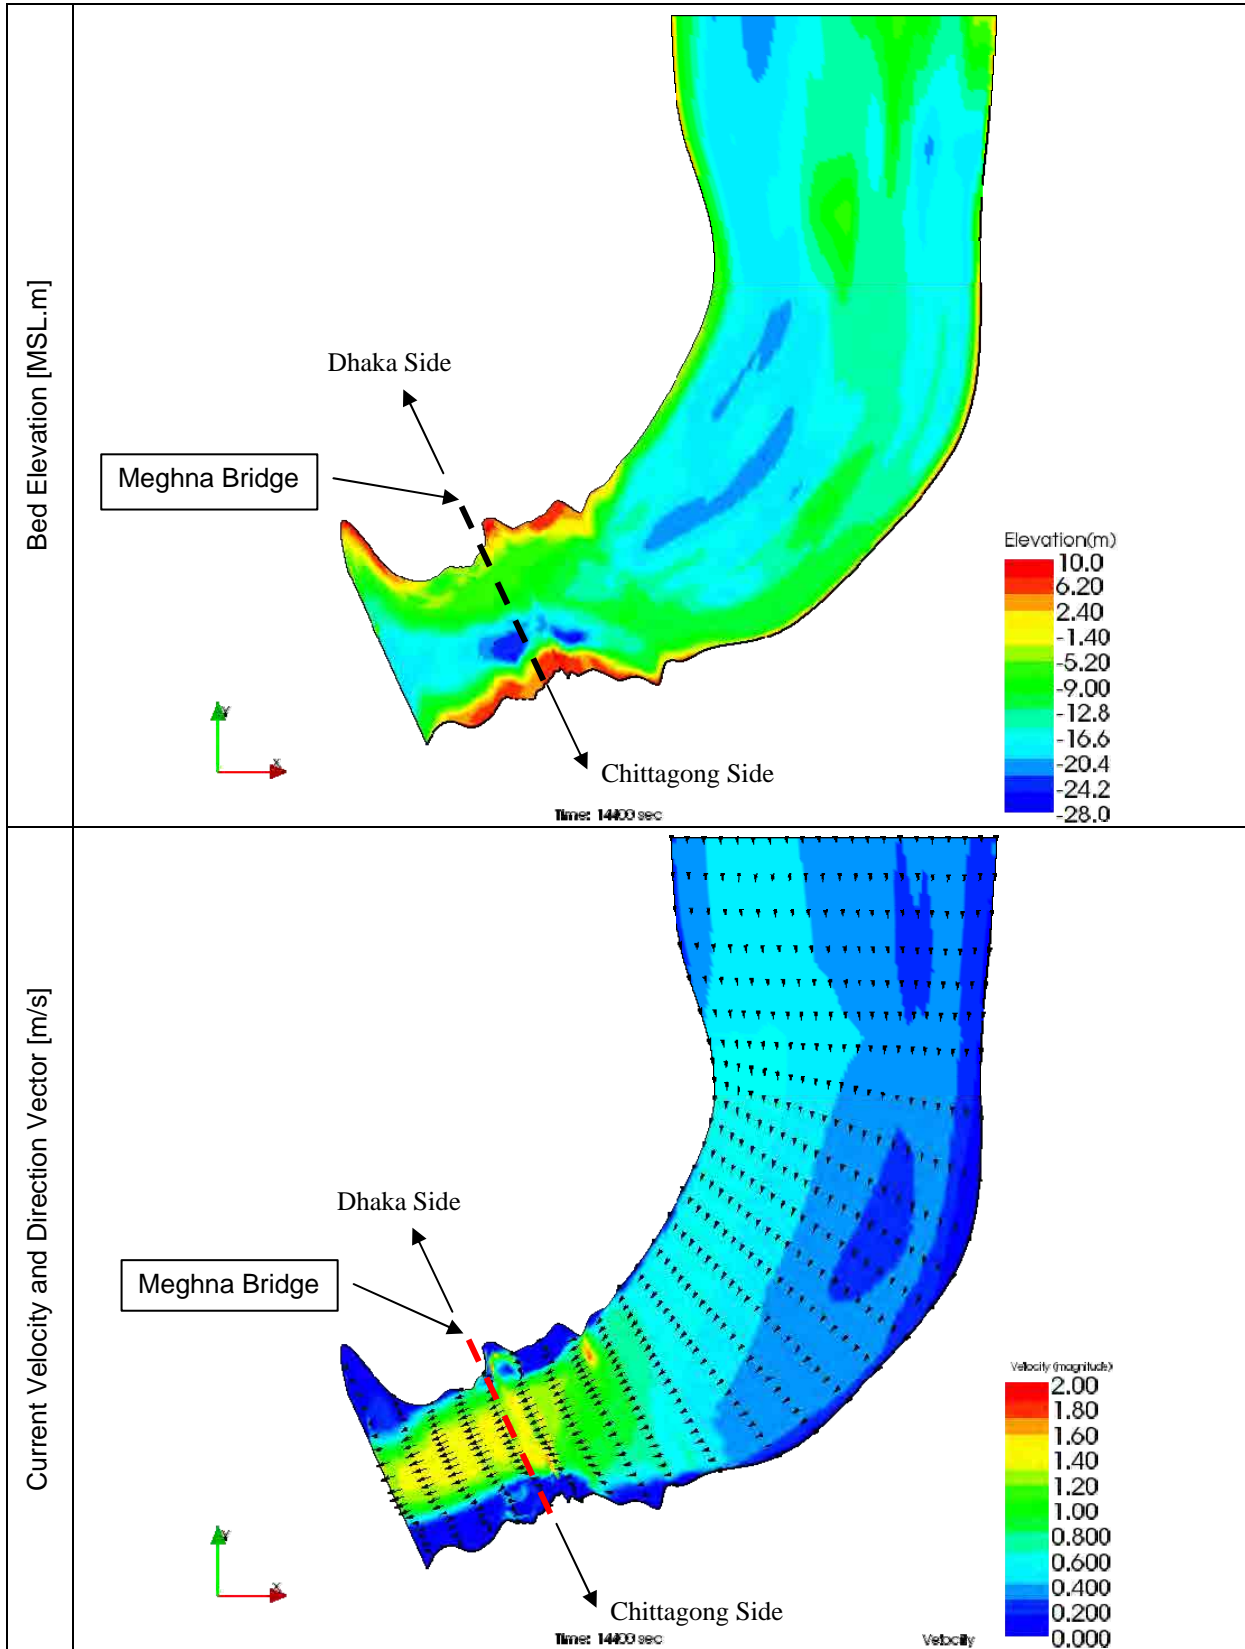 Bed Elevation [MSL.m]
Dhaka Side
Meghna Bridge
Chittagong Side
Elevation(m)
10.0
6.20
2.40
-1.40
-5.20
-9.00
-12.8
-16.6
-20.4
-24.2
-28.0
Y
X
Time: 14400 sec
Current Velocity and Direction Vector [m/s]
Dhaka Side
Meghna Bridge
Chittagong Side
Velocity (magnitude)
2.00
1.80
1.60
1.40
1.20
1.00
0.800
0.600
0.400
0.200
0.000
Y
X
Time: 14400 sec
Velocity